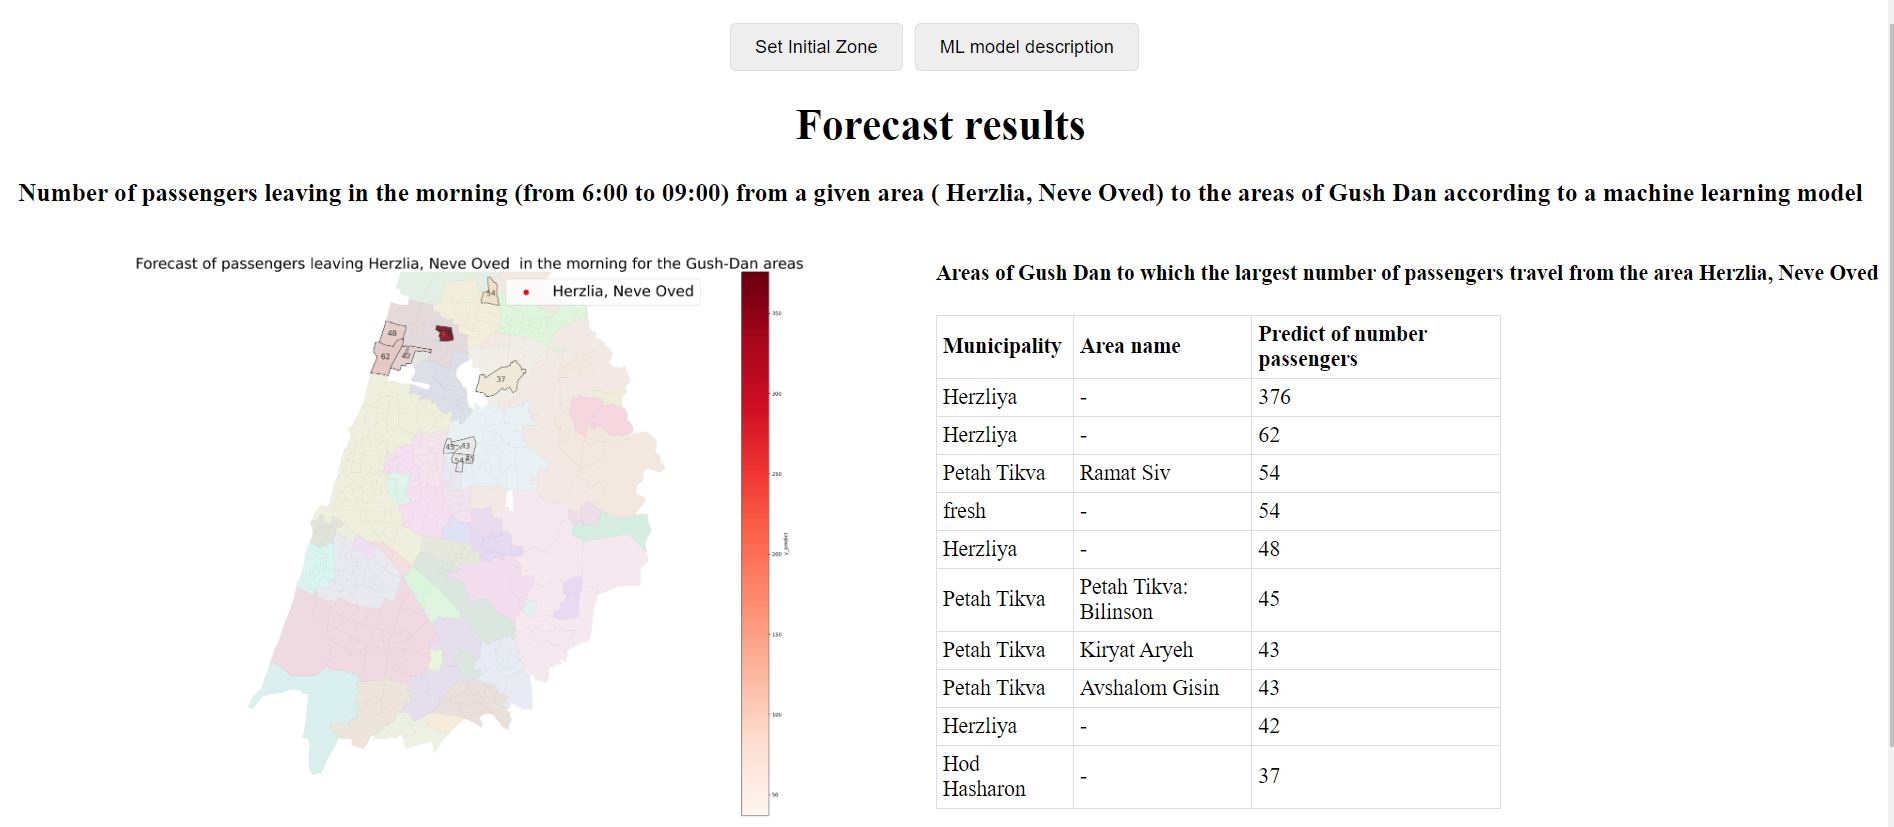 Set Initial Zone
ML model description
Forecast results
Number of passengers leaving in the morning (from 6:00 to 09:00) from a given area ( Herzlia, Neve Oved) to the areas of Gush Dan according to a machine learning model
Forecast of passengers leaving Herzlia, Neve Oved  in the morning for the Gush-Dan areas
Herzlia, Neve Oved
54
48
62
42
37
45
43
54
350
300
250
200
150
100
50
y_predict
Areas of Gush Dan to which the largest number of passengers travel from the area Herzlia, Neve Oved
Municipality Area name Predict of number
passengers
Herzliya - 376
Herzliya - 62
Petah Tikva Ramat Siv 54
fresh - 54
Herzliya - 48
Petah Tikva Petah Tikva:
Bilinson 45
Petah Tikva Kiryat Aryeh 43
Petah Tikva Avshalom Gisin 43
Herzliya - 42
Hod
Hasharon - 37